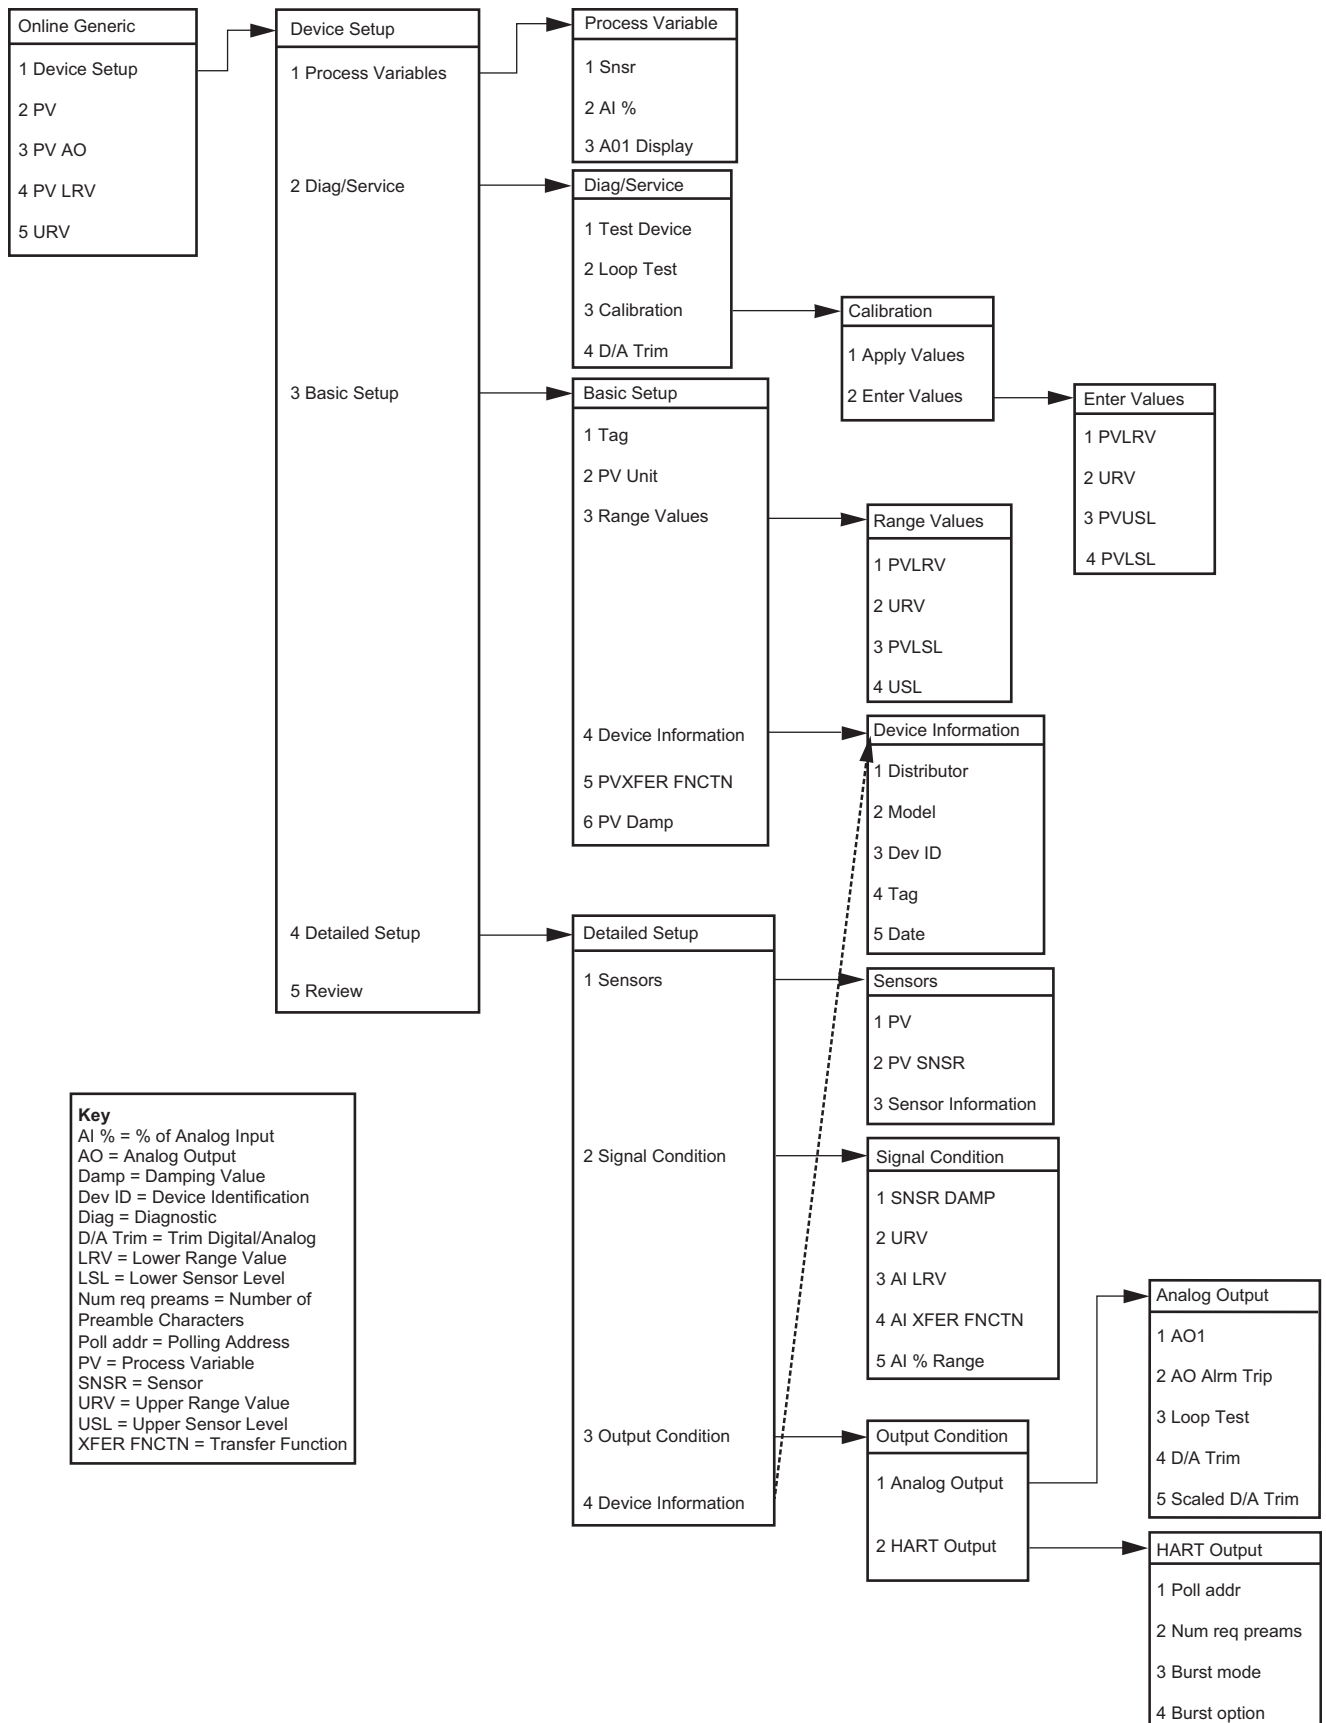 Online Generic
1 Device Setup
2 PV
3 PV AO
4 PV LRV
5 URV
Device Setup
1 Process Variables
2 Diag/Service
3 Basic Setup
4 Detailed Setup
5 Review
Process Variable
1 Snsr
2 AI %
3 A01 Display
Diag/Service
1 Test Device
2 Loop Test
3 Calibration
4 D/A Trim
Calibration
1 Apply Values
2 Enter Values
Enter Values
1 PVLRV
2 URV
3 PVUSL
4 PVLSL
Basic Setup
1 Tag
2 PV Unit
3 Range Values
4 Device Information
5 PVXFER FNCTN
6 PV Damp
Range Values
1 PVLRV
2 URV
3 PVLSL
4 USL
Device Information
1 Distributor
2 Model
3 Dev ID
4 Tag
5 Date
Detailed Setup
1 Sensors
2 Signal Condition
3 Output Condition
4 Device Information
Sensors
1 PV
2 PV SNSR
3 Sensor Information
Signal Condition
1 SNSR DAMP
2 URV
3 AI LRV
4 AI XFER FNCTN
5 AI % Range
Output Condition
1 Analog Output
2 HART Output
Analog Output
1 AO1
2 AO Alrm Trip
3 Loop Test
4 D/A Trim
5 Scaled D/A Trim
HART Output
1 Poll addr
2 Num req preams
3 Burst mode
4 Burst option
Key
AI % = % of Analog Input
AO = Analog Output
Damp = Damping Value
Dev ID = Device Identification
Diag = Diagnostic
D/A Trim = Trim Digital/Analog
LRV = Lower Range Value
LSL = Lower Sensor Level
Num req preams = Number of
Preamble Characters
Poll addr = Polling Address
PV = Process Variable
SNSR = Sensor
URV = Upper Range Value
USL = Upper Sensor Level
XFER FNCTN = Transfer Function